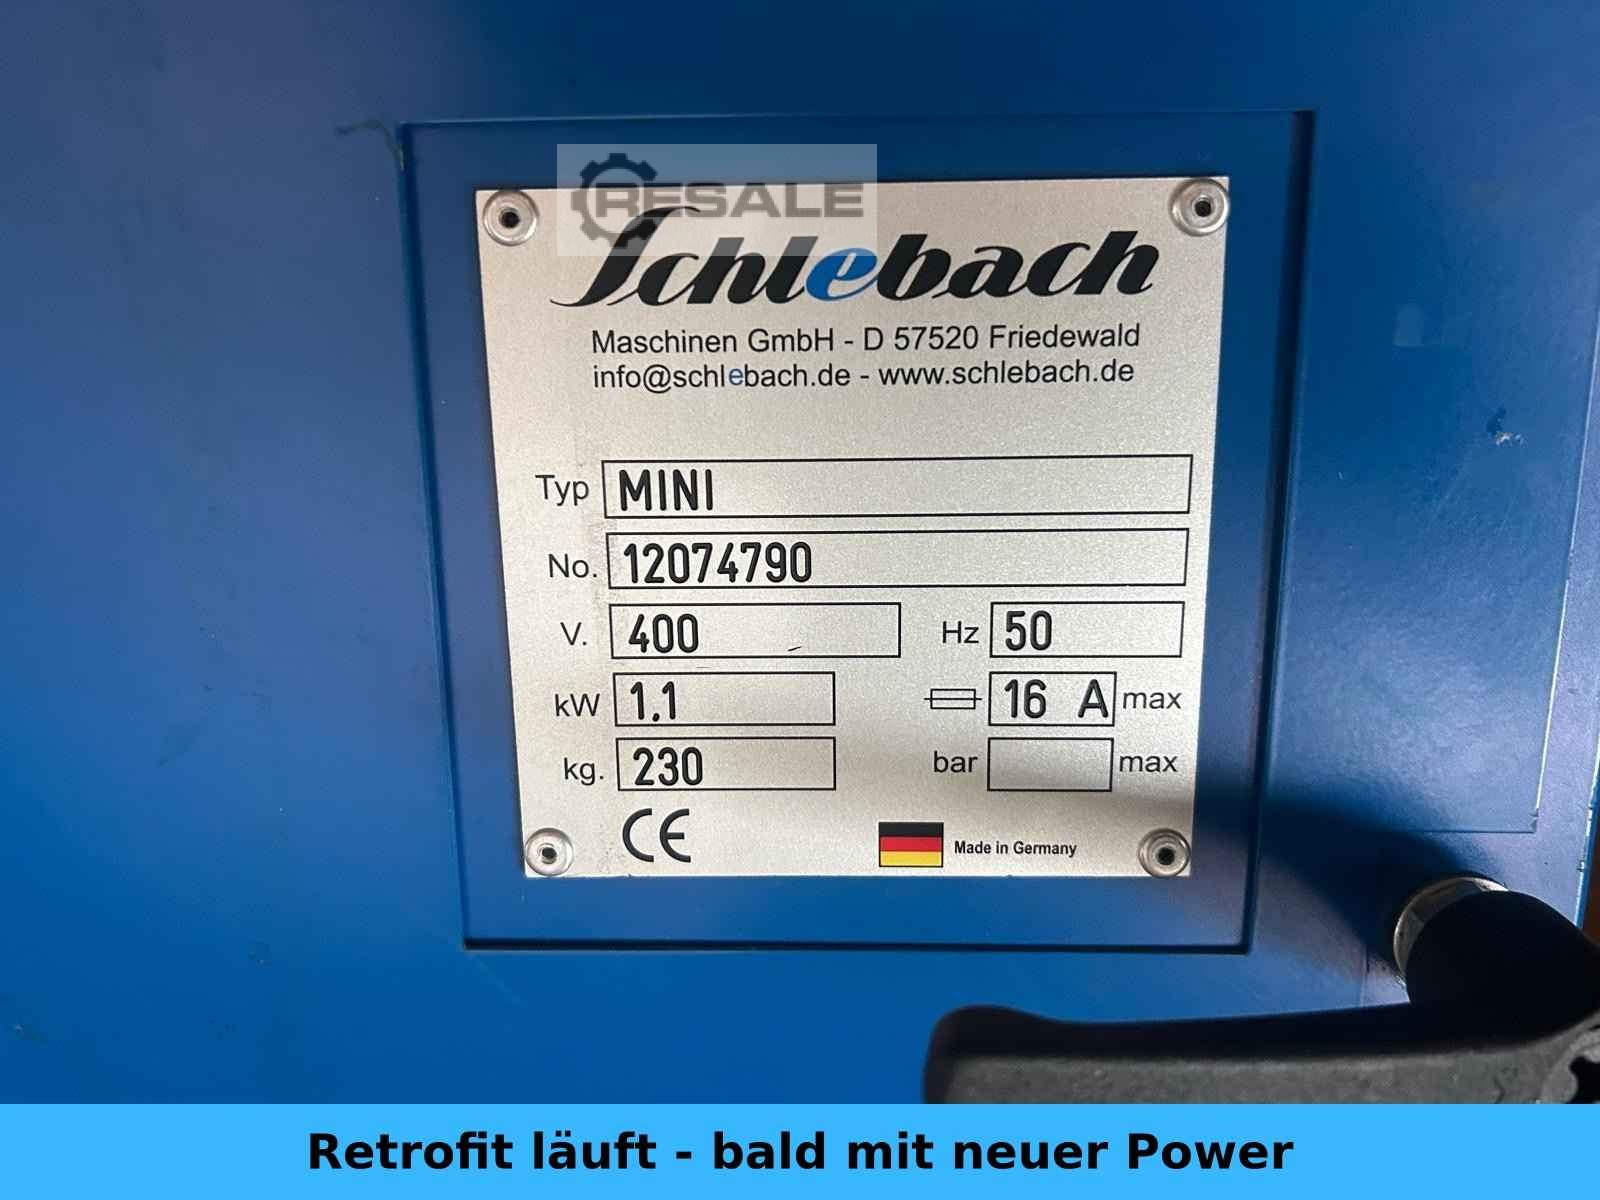 RESALE
Schlebach
Maschinen GmbH - D 57520 Friedewald
info@schlebach.de - www.schlebach.de
Typ MINI
No. 12074790
V. 400 Hz 50
kW 1.1 16 A max
kg. 230 bar max
CE Made in Germany
Retrofit läuft - bald mit neuer Power